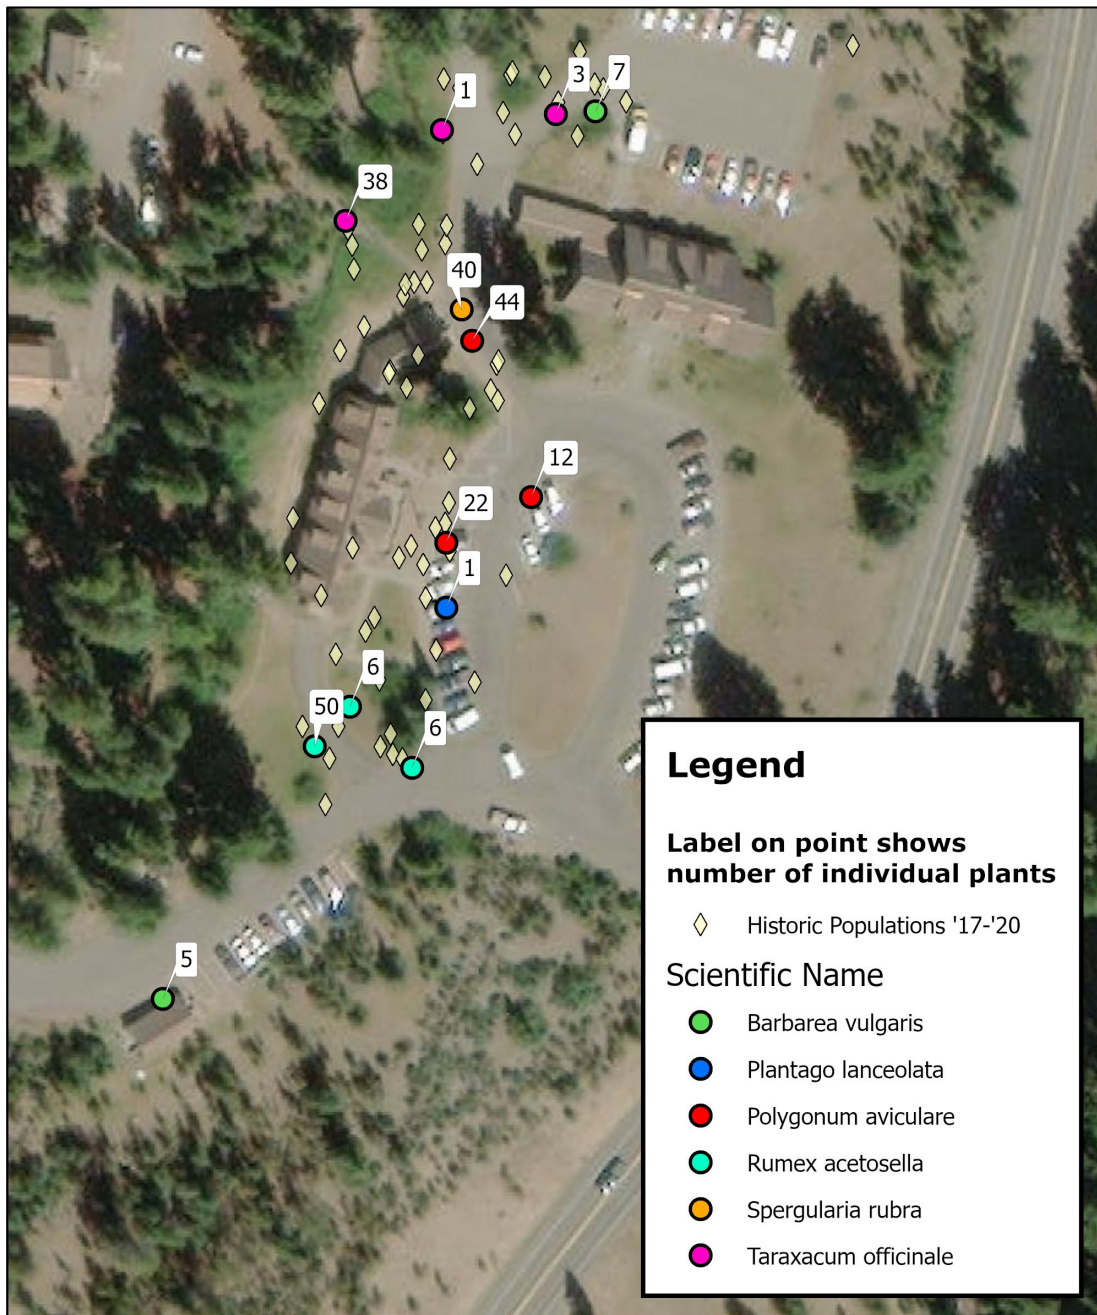 1
3
7
38
40
44
12
22
1
6
50
6
5
Legend
Label on point shows
number of individual plants
Historic Populations '17-'20
Scientific Name
Barbarea vulgaris
Plantago lanceolata
Polygonum aviculare
Rumex acetosella
Spergularia rubra
Taraxacum officinale